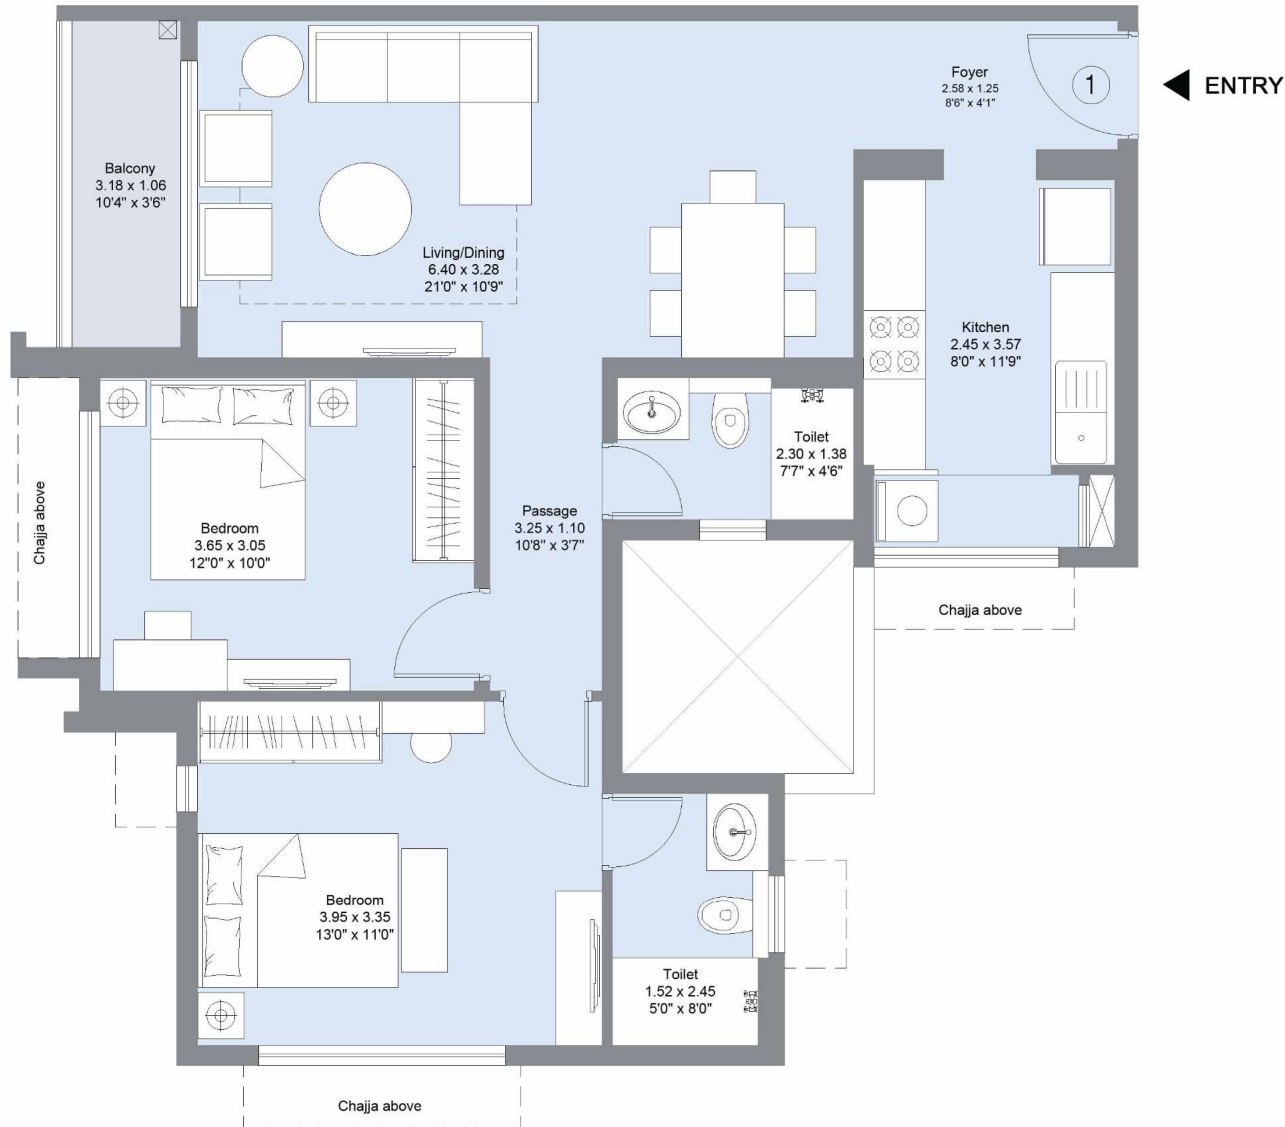 Foyer
2.58 x 1.25
8'6" x 4'1"
1
ENTRY
Balcony
3.18 x 1.06
10'4" x 3'6"
Living/Dining
6.40 x 3.28
21'0" x 10'9"
Kitchen
2.45 x 3.57
8'0" x 11'9"
Toilet
2.30 x 1.38
7'7" x 4'6"
Chajja above
Bedroom
3.65 x 3.05
12"0" x 10'0"
Passage
3.25 x 1.10
10'8" x 3'7"
Chajja above
Bedroom
3.95 x 3.35
13'0" x 11'0"
Toilet
1.52 x 2.45
5'0" x 8'0"
Chajja above